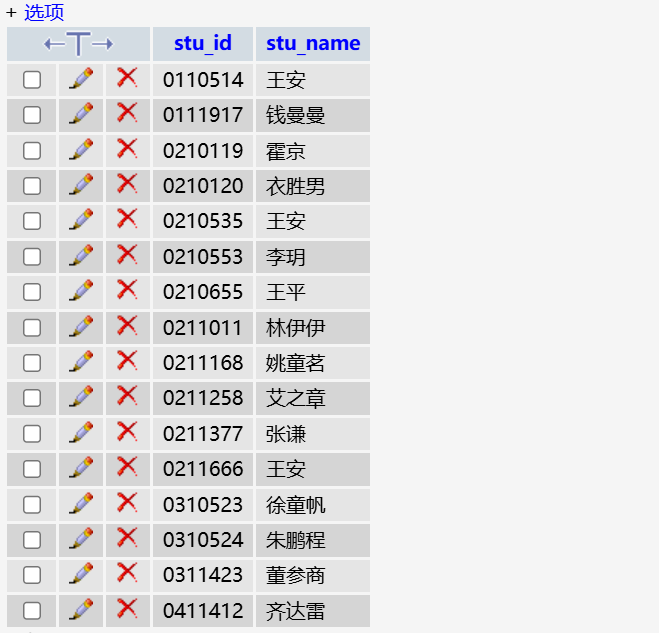 + 选项
←T→ stu_id stu_name
0110514 王安
0111917 钱曼曼
0210119 霍京
0210120 衣胜男
0210535 王安
0210553 李玥
0210655 王平
0211011 林伊伊
0211168 姚童茗
0211258 艾之章
0211377 张谦
0211666 王安
0310523 徐童帆
0310524 朱鹏程
0311423 董参商
0411412 齐达雷